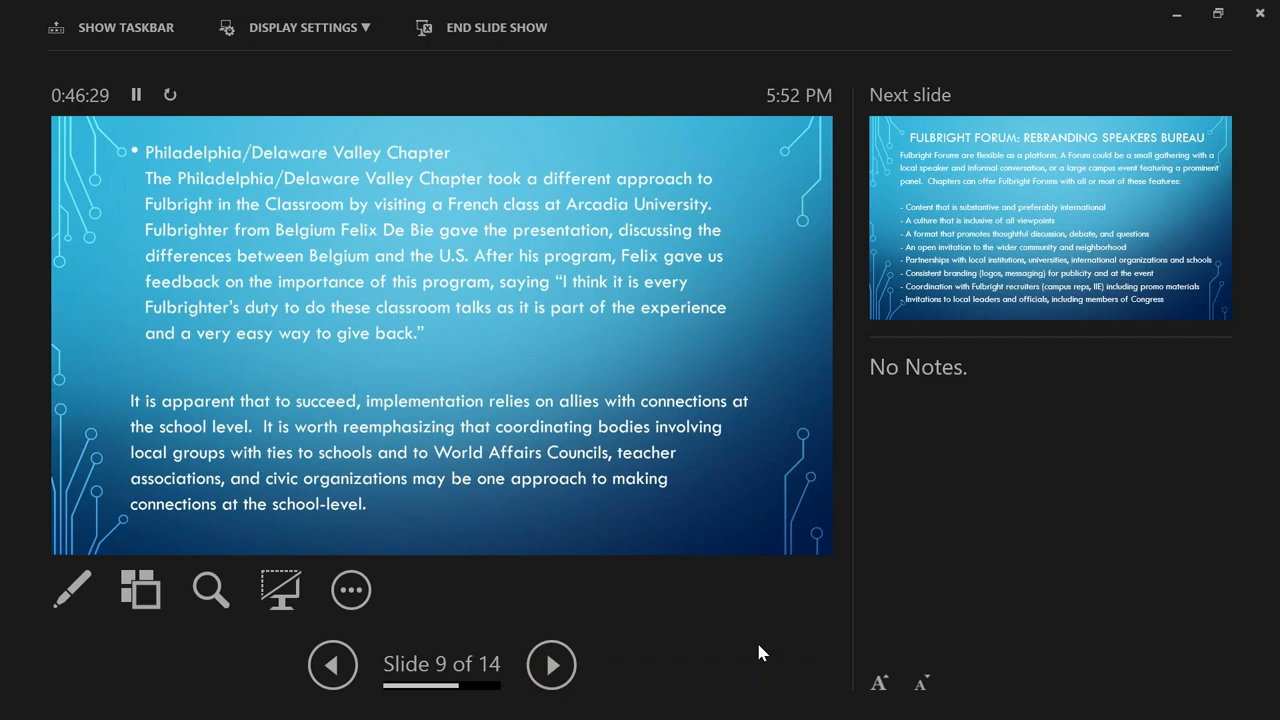 SHOW TASKBAR
DISPLAY SETTINGS ▼
END SLIDE SHOW
0:46:29
5:52 PM
• Philadelphia/Delaware Valley Chapter
The Philadelphia/Delaware Valley Chapter took a different approach to
Fulbright in the Classroom by visiting a French class at Arcadia University.
Fulbrighter from Belgium Felix De Bie gave the presentation, discussing the
differences between Belgium and the U.S. After his program, Felix gave us
feedback on the importance of this program, saying “I think it is every
Fulbrighter’s duty to do these classroom talks as it is part of the experience
and a very easy way to give back.”
It is apparent that to succeed, implementation relies on allies with connections at
the school level.  It is worth reemphasizing that coordinating bodies involving
local groups with ties to schools and to World Affairs Councils, teacher
associations, and civic organizations may be one approach to making
connections at the school-level.
Slide 9 of 14
Next slide
FULBRIGHT FORUM: REBRANDING SPEAKERS BUREAU
Fulbright Forums are flexible as a platform. A Forum could be a small gathering with a
local speaker and informal conversation, or a large campus event featuring a prominent
panel.  Chapters can offer Fulbright Forums with all or most of these features:
- Content that is substantive and preferably international
- A culture that is inclusive of all viewpoints
- A format that promotes thoughtful discussion, debate, and questions
- An open invitation to the wider community and neighborhood
- Partnerships with local institutions, universities, international organizations and schools
- Consistent branding (logos, messaging) for publicity and at the event
- Coordination with Fulbright recruiters (campus reps, IIE) including promo materials
- Invitations to local leaders and officials, including members of Congress
No Notes.
A A